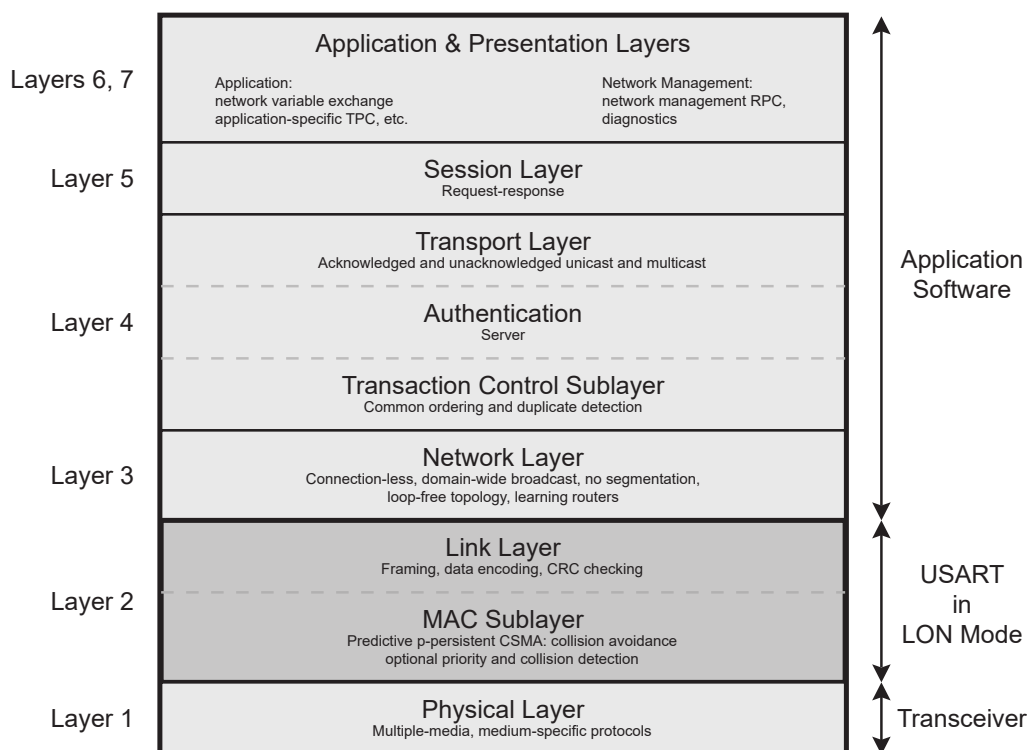 Application & Presentation Layers
Layers 6, 7
Application:
network variable exchange
application-specific TPC, etc.
Network Management:
network management RPC,
diagnostics
Layer 5
Session Layer
Request-response
Transport Layer
Acknowledged and unacknowledged unicast and multicast
Layer 4
Authentication
Server
Transaction Control Sublayer
Common ordering and duplicate detection
Application
Software
Layer 3
Network Layer
Connection-less, domain-wide broadcast, no segmentation,
loop-free topology, learning routers
Layer 2
Link Layer
Framing, data encoding, CRC checking
MAC Sublayer
Predictive p-persistent CSMA: collision avoidance
optional priority and collision detection
USART
in
LON Mode
Layer 1
Physical Layer
Multiple-media, medium-specific protocols
Transceiver